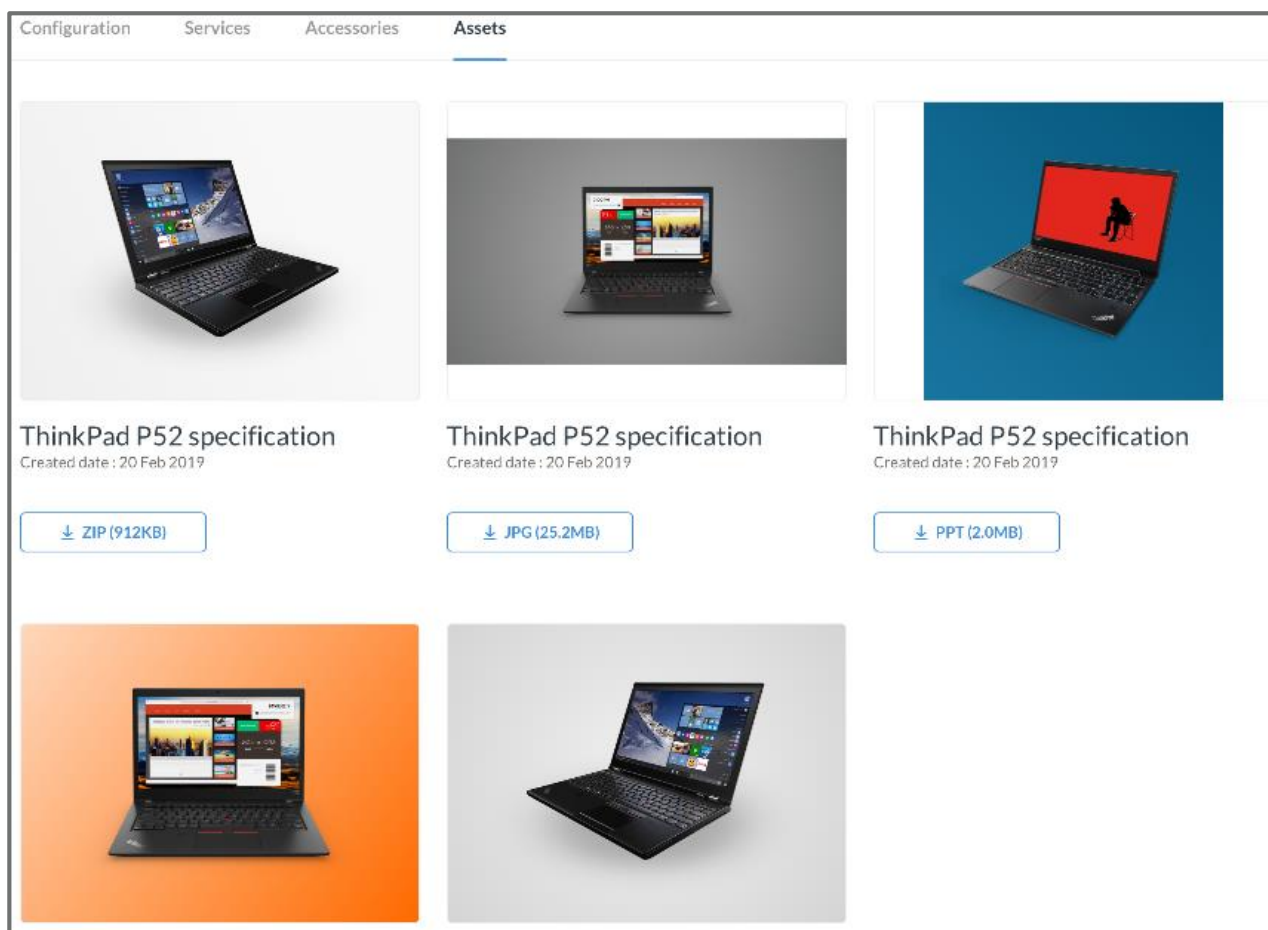 Configuration Services Accessories Assets
ThinkPad P52 specification
Created date : 20 Feb 2019
ZIP (912KB)
ThinkPad P52 specification
Created date : 20 Feb 2019
JPG (25.2MB)
ThinkPad P52 specification
Created date : 20 Feb 2019
PPT (2.0MB)